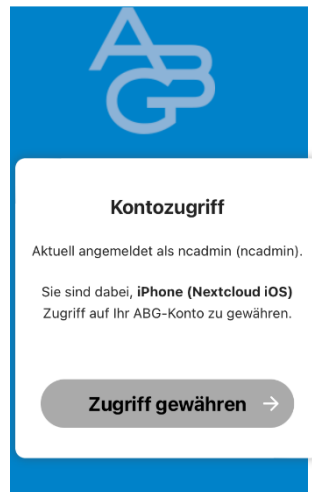 ABG
Kontozugriff
Aktuell angemeldet als ncadmin (ncadmin).
Sie sind dabei, iPhone (Nextcloud iOS)
Zugriff auf Ihr ABG-Konto zu gewähren.
Zugriff gewähren →